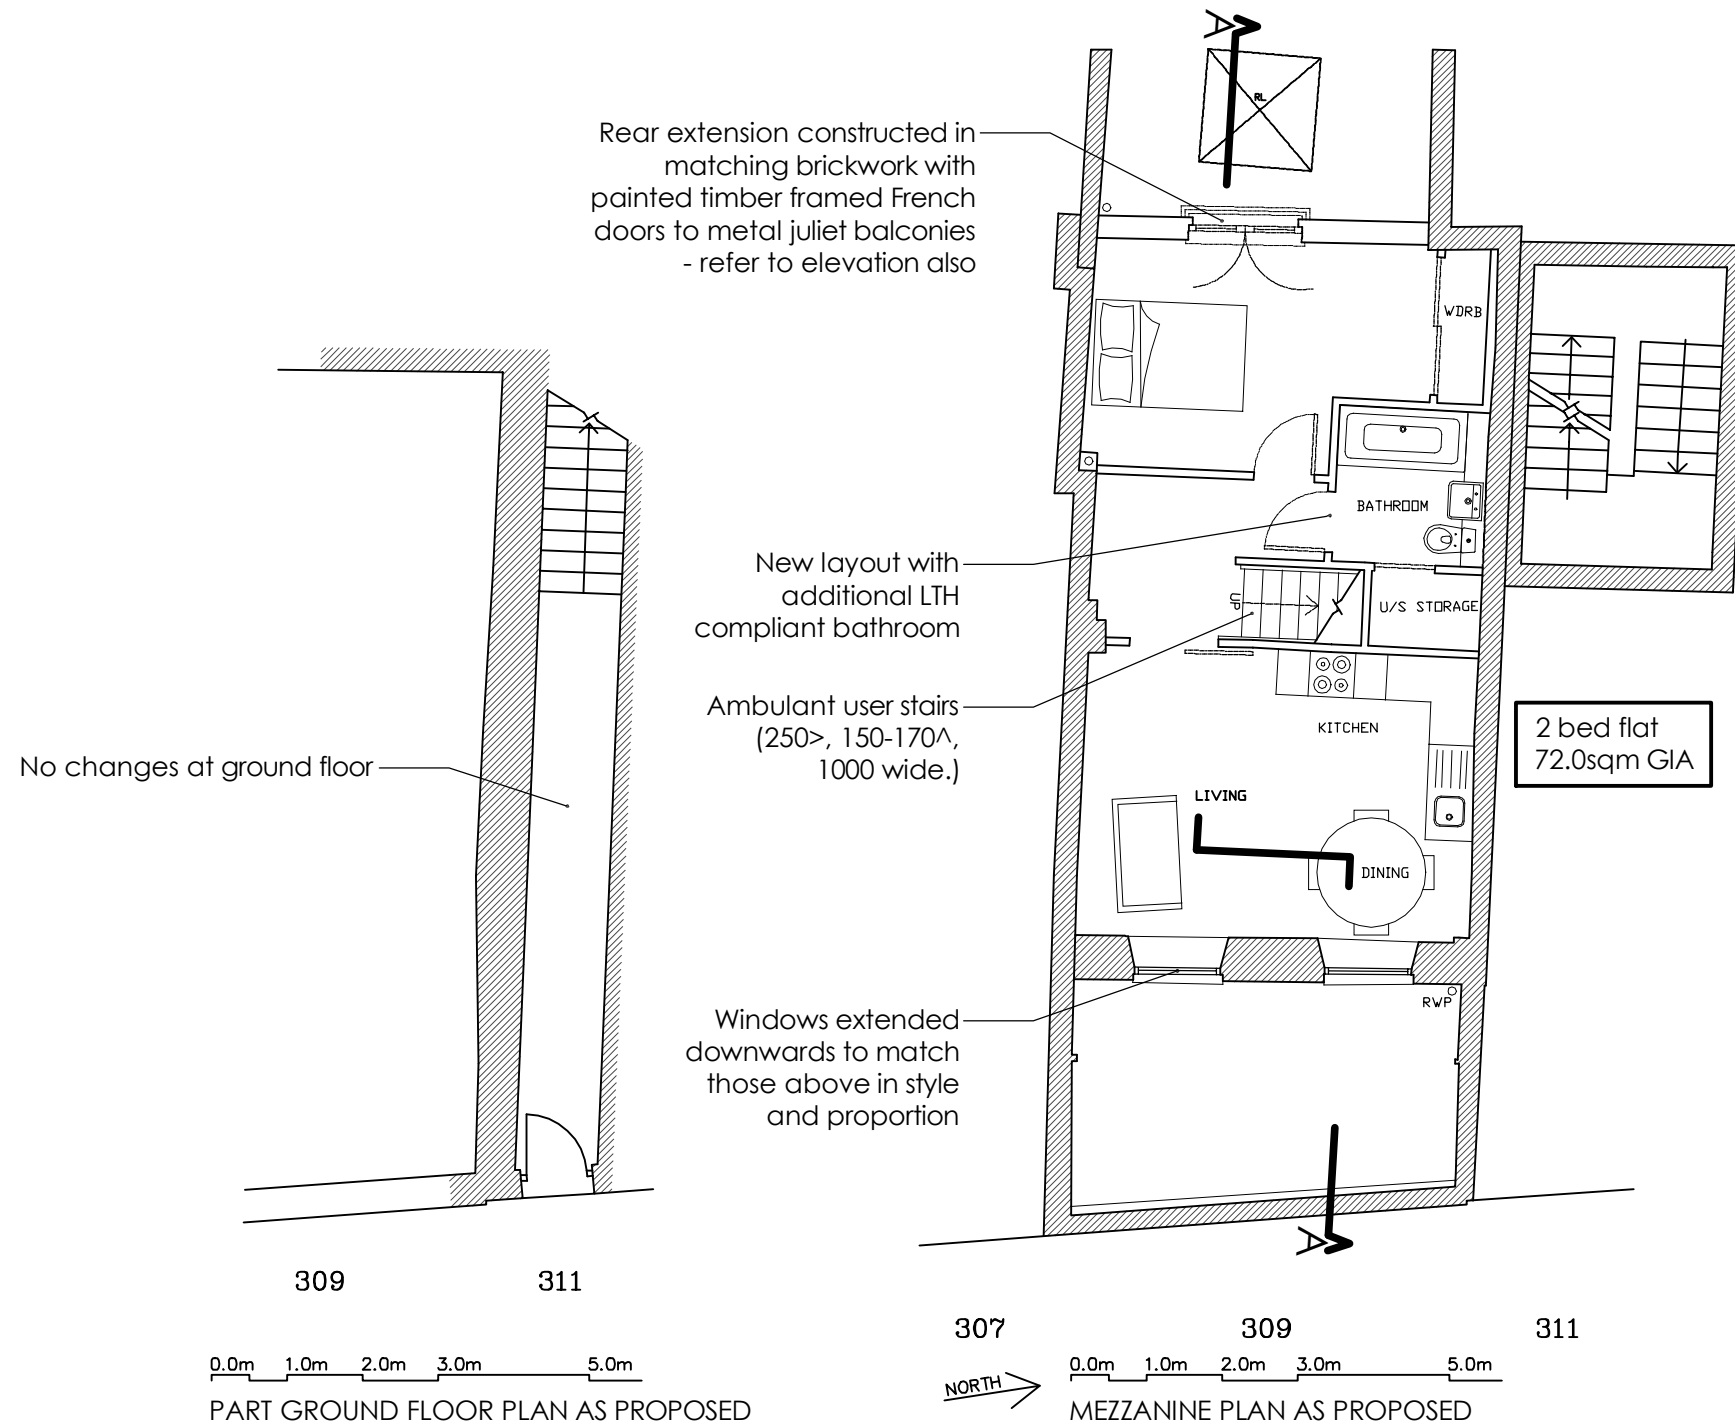 A
RL
Rear extension constructed in
matching brickwork with
painted timber framed French
doors to metal juliet balconies
- refer to elevation also
WDRB
BATHROOM
New layout with
additional LTH
compliant bathroom
UP
U/S STORAGE
Ambulant user stairs
(250>, 150-170^,
1000 wide.)
KITCHEN
2 bed flat
72.0sqm GIA
No changes at ground floor
LIVING
DINING
RWP
Windows extended
downwards to match
those above in style
and proportion
A
309
311
307
309
311
0.0m 1.0m 2.0m 3.0m 5.0m
PART GROUND FLOOR PLAN AS PROPOSED
NORTH
0.0m 1.0m 2.0m 3.0m 5.0m
MEZZANINE PLAN AS PROPOSED